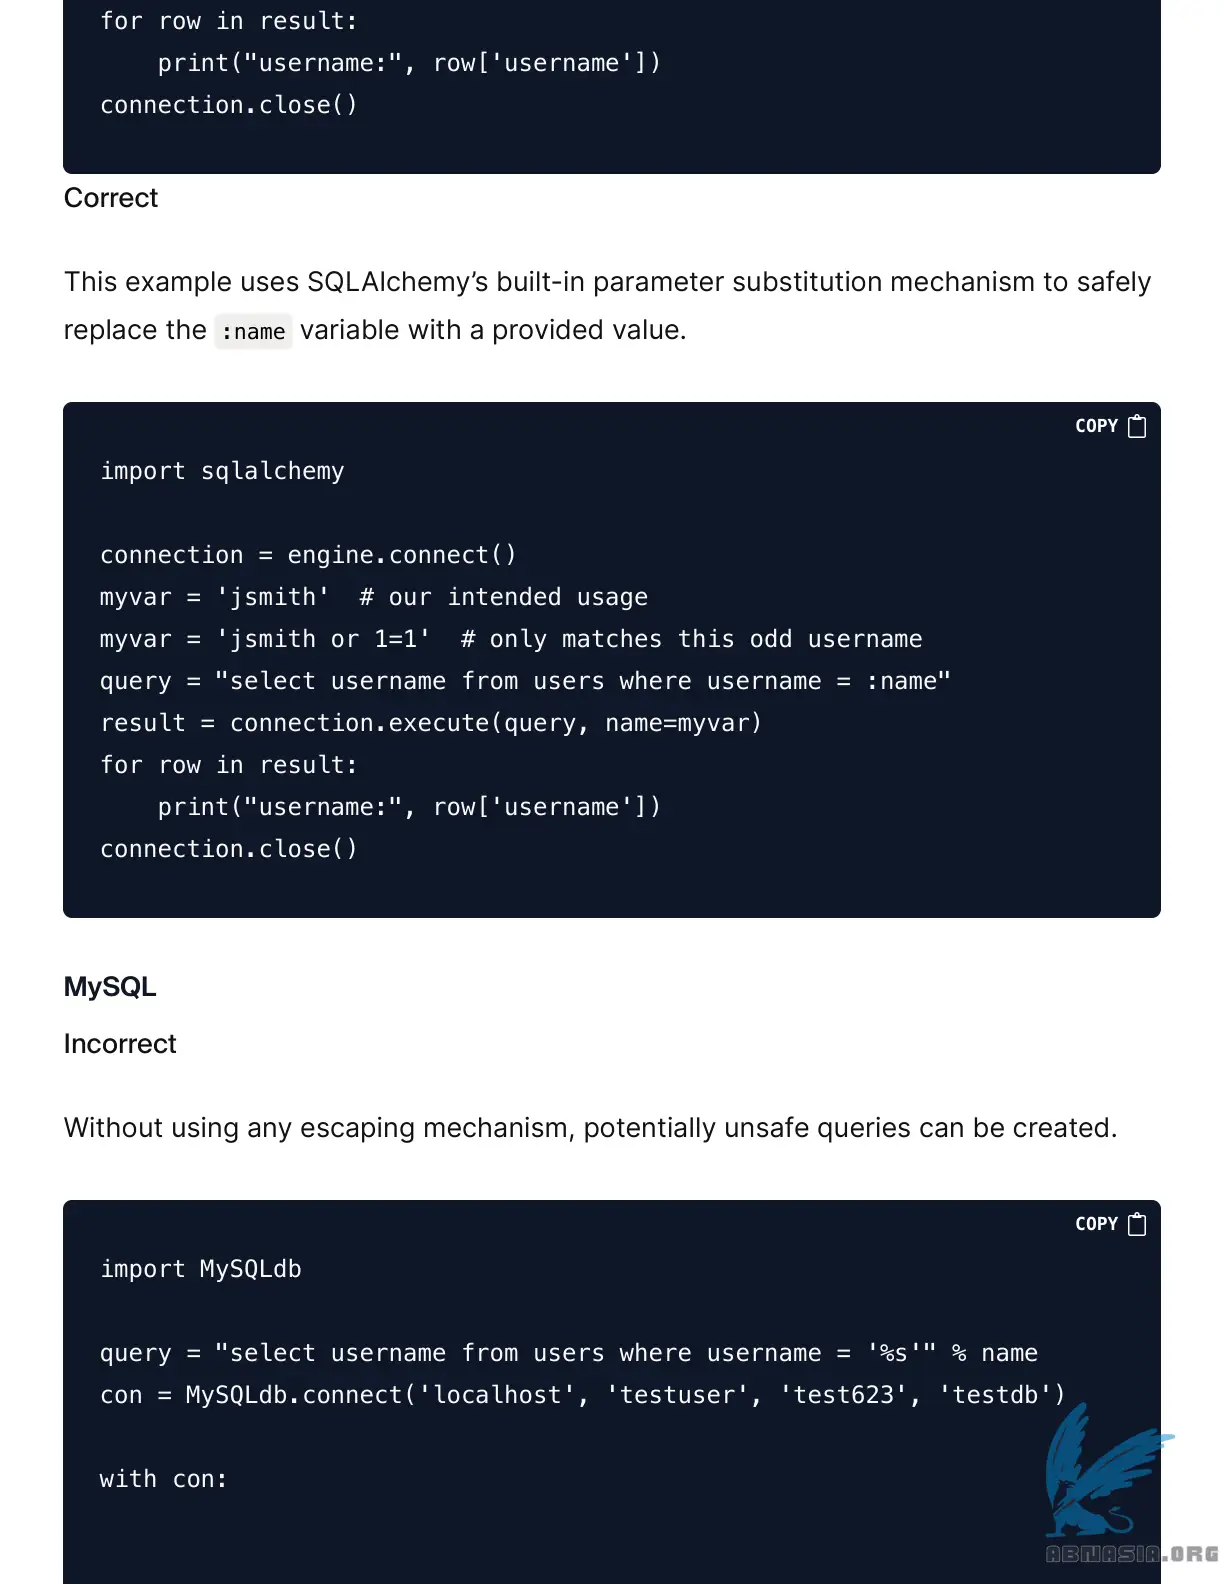 for row in result:
    print("username:", row['username'])
connection.close()
Correct
This example uses SQLAlchemy’s built-in parameter substitution mechanism to safely
replace the :name variable with a provided value.
COPY
import sqlalchemy
connection = engine.connect()
myvar = 'jsmith'  # our intended usage
myvar = 'jsmith or 1=1'  # only matches this odd username
query = "select username from users where username = :name"
result = connection.execute(query, name=myvar)
for row in result:
    print("username:", row['username'])
connection.close()
MySQL
Incorrect
Without using any escaping mechanism, potentially unsafe queries can be created.
COPY
import MySQLdb
query = "select username from users where username = '%s'" % name
con = MySQLdb.connect('localhost', 'testuser', 'test623', 'testdb')
with con:
ABNASIA.ORG